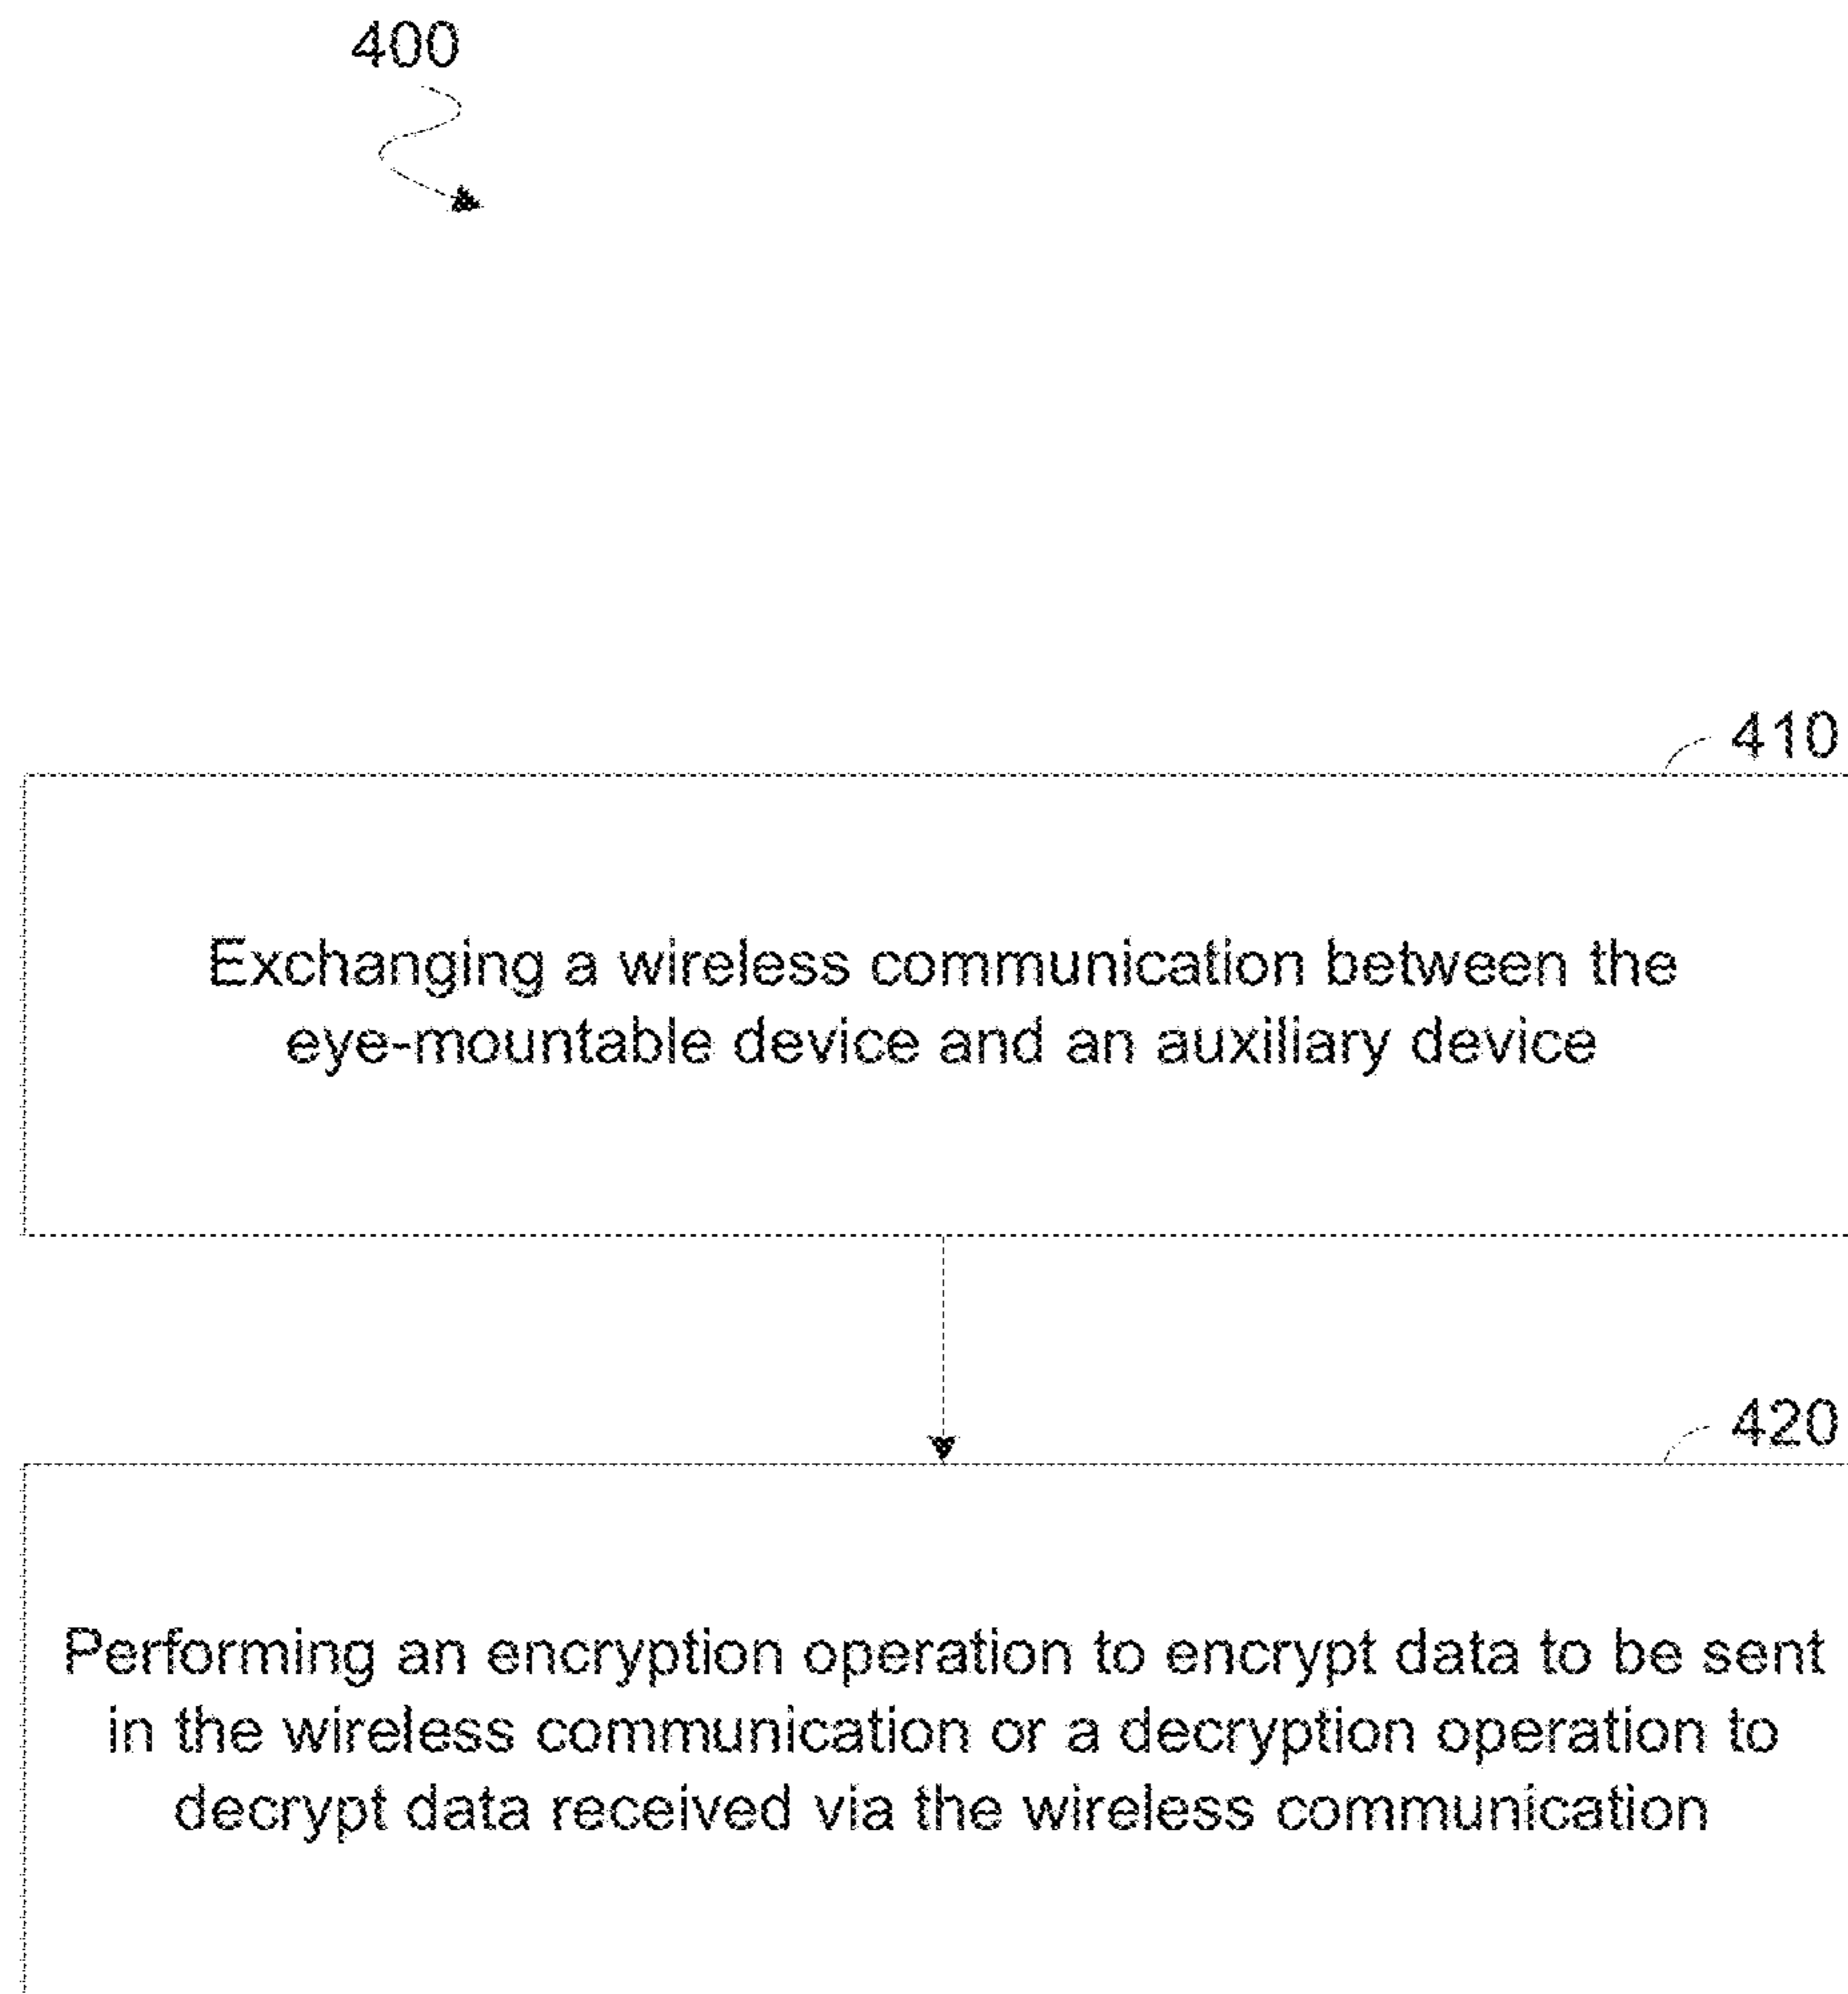 400
410
Exchanging a wireless communication between the
eye-mountable device and an auxiliary device
420
Performing an encryption operation to encrypt data to be sent
in the wireless communication or a decryption operation to
decrypt data received via the wireless communication